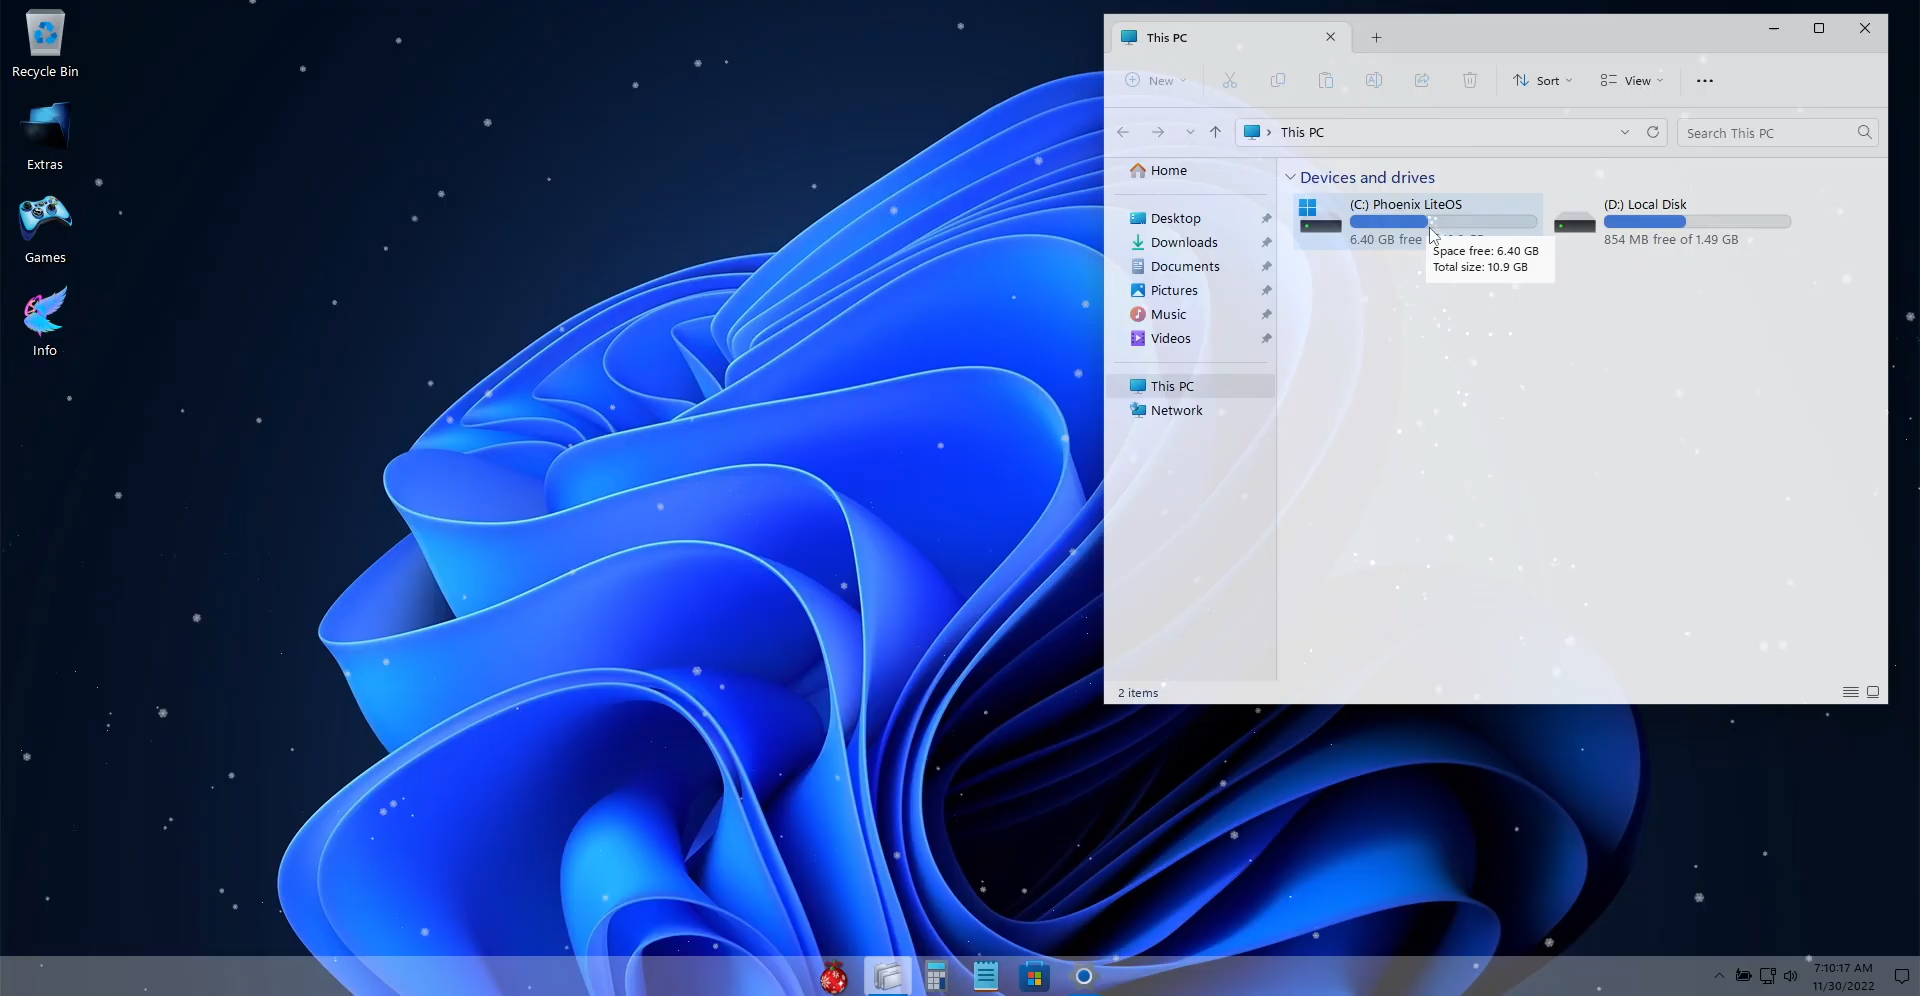 Recycle Bin
Extras
Games
Info
This PC
New
Sort
View
This PC
Search This PC
Home
Desktop
Downloads
Documents
Pictures
Music
Videos
This PC
Network
Devices and drives
(C:) Phoenix LiteOS
6.40 GB free
Space free: 6.40 GB
Total size: 10.9 GB
(D:) Local Disk
854 MB free of 1.49 GB
2 items
7:10:17 AM
11/30/2022